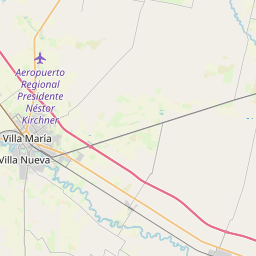 Aeropuerto
Regional
Presidente
Néstor
Kirchner
Villa María
Villa Nueva